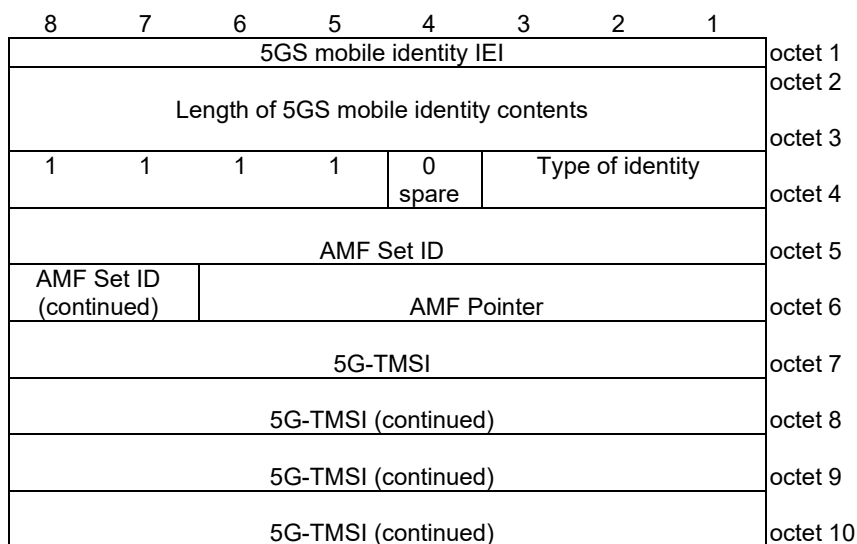 8 7 6 5 4 3 2 1
5GS mobile identity IEI octet 1
octet 2
Length of 5GS mobile identity contents
octet 3
1 1 1 1 0 Type of identity
spare octet 4
AMF Set ID octet 5
AMF Set ID
(continued) AMF Pointer octet 6
5G-TMSI octet 7
5G-TMSI (continued) octet 8
5G-TMSI (continued) octet 9
5G-TMSI (continued) octet 10